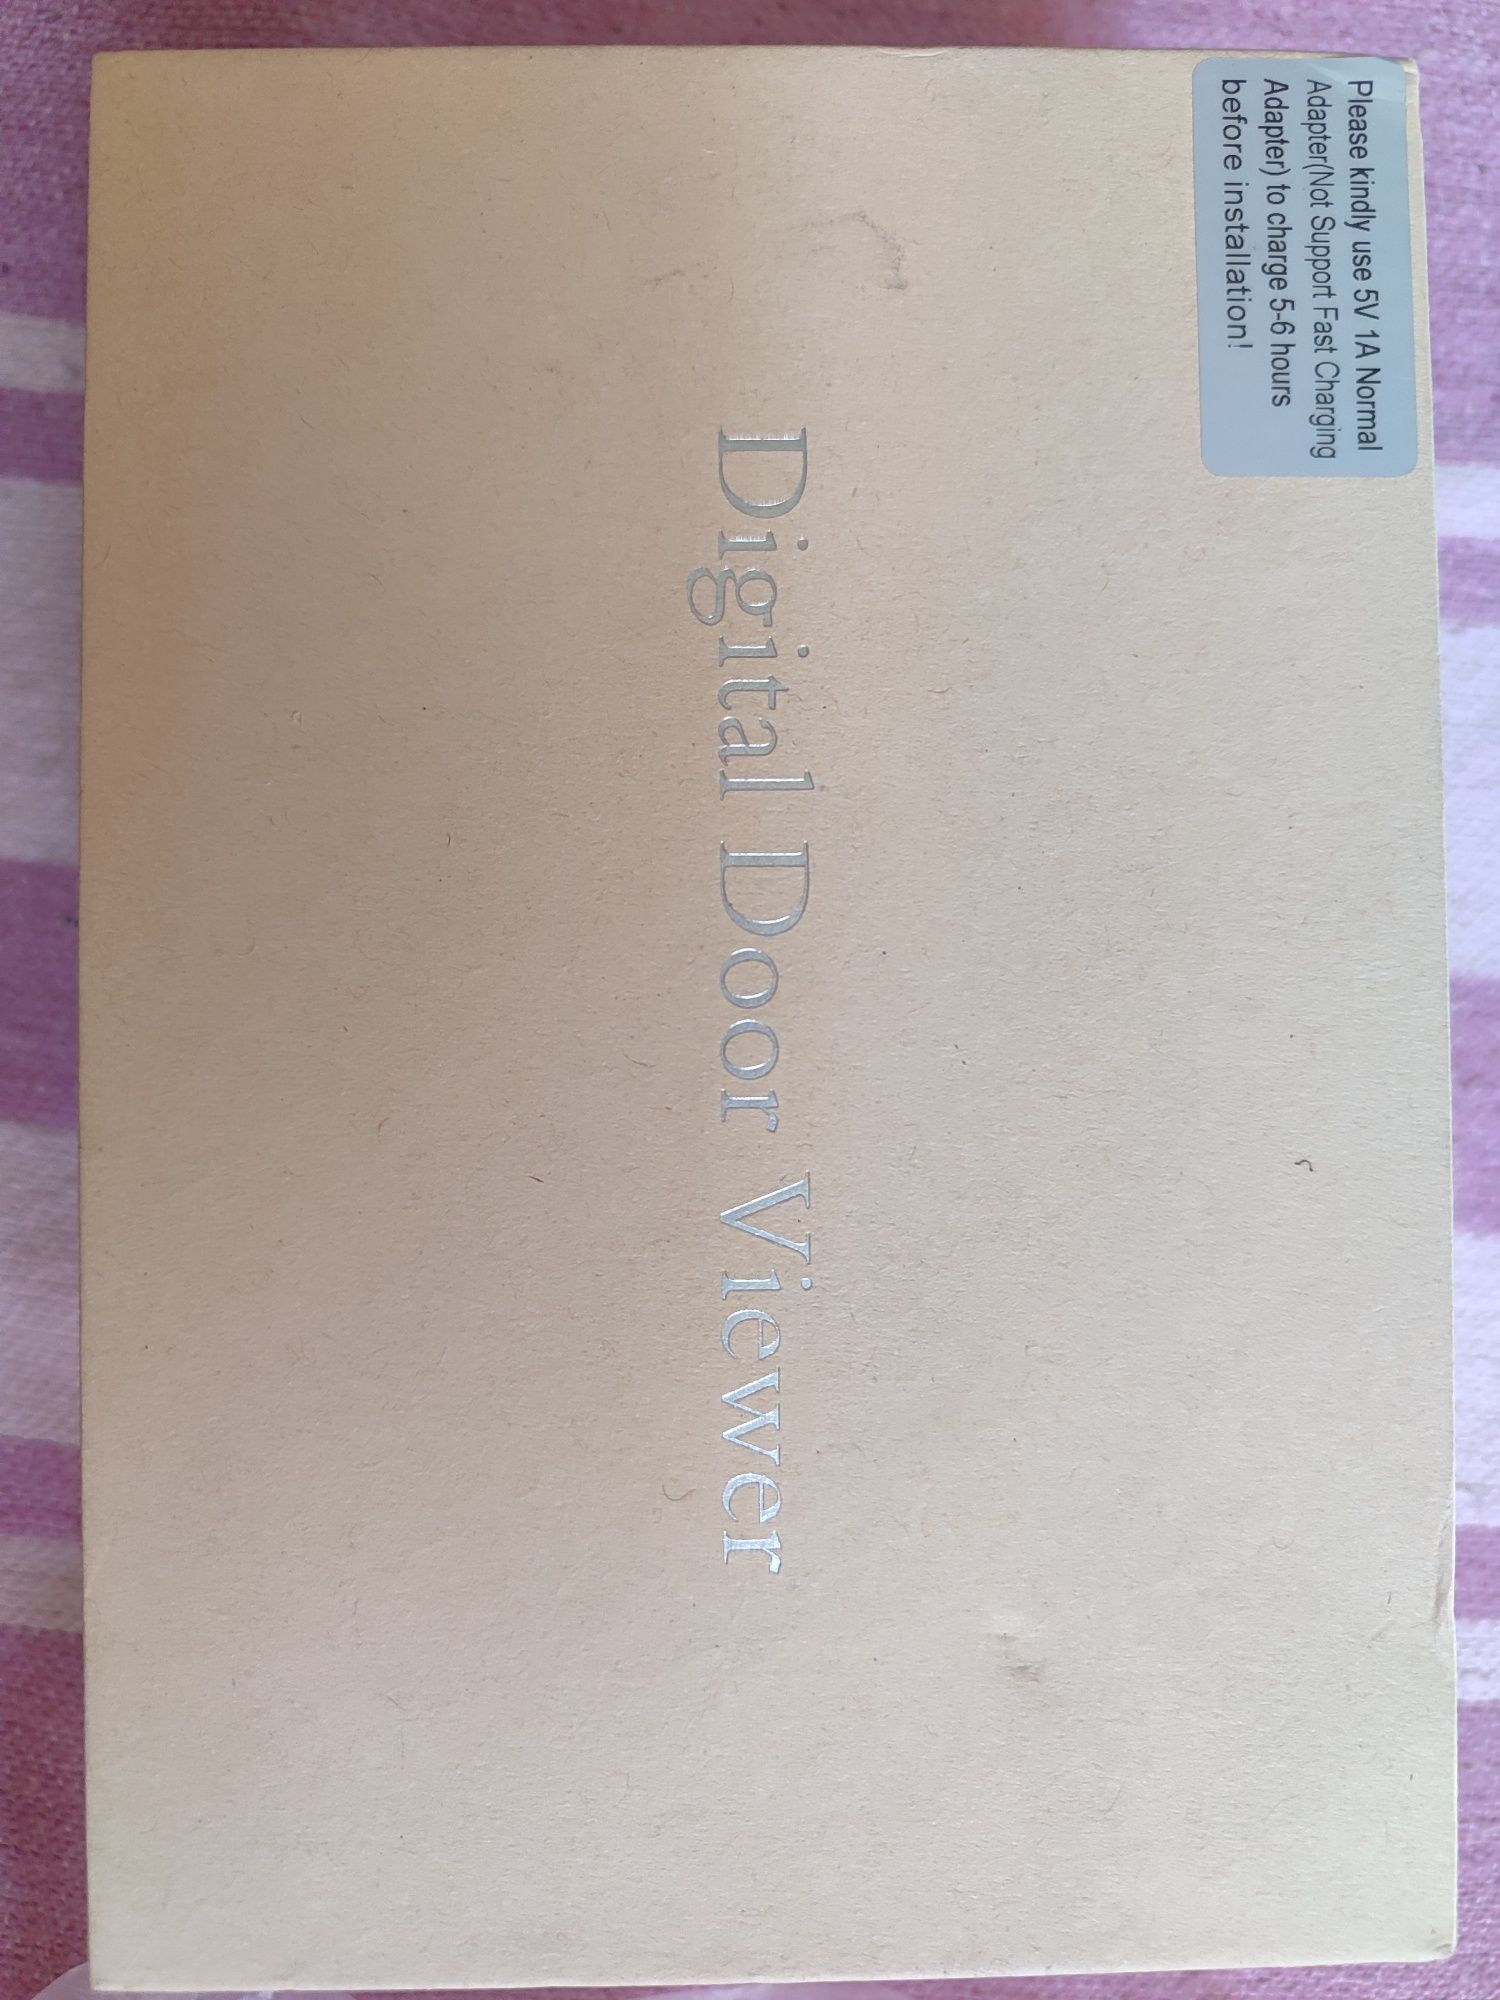 Please kindly use 5V 1A Normal
Adapter(Not Support Fast Charging
Adapter) to charge 5-6 hours
before installation!
Digital Door Viewer